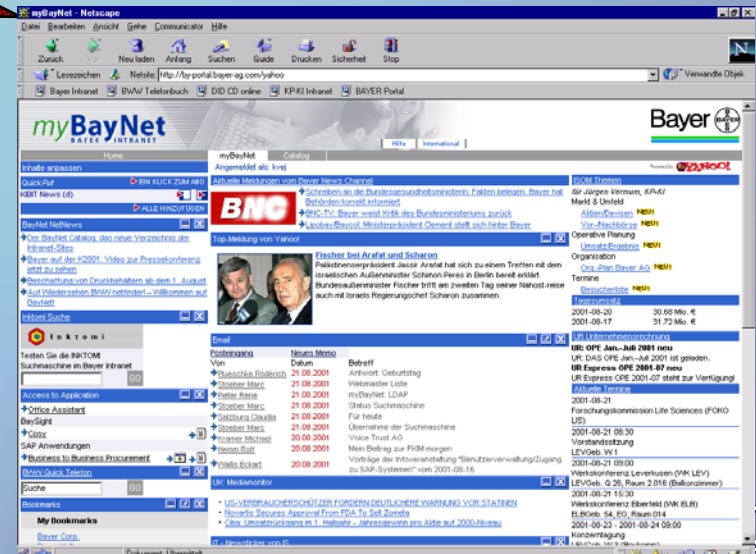 myBayNet - Netscape
Datei Bearbeiten Ansicht Gehe Communicator Hilfe
Zurück Vor Neu laden Anfang Suchen Guide Drucken Sicherheit Stop
Lesezeichen Netsite: http://by-portal.bayer-ag.com/yahoo Verwandte Objek
Bayer Intranet BWW Telefonbuch DID CD online KP-KI Intranet BAYER Portal
myBayNet
BAYER INTRANET
Hilfe International
Bayer
BAYER
Home
myBayNet Catalog
Inhalte anpassen
Angemeldet als: kvej
Powered by YAHOO!
Quick Put EIN KLICK ZUM ABO
KEBIT News (d)
ALLE HINZUFÜGEN
BayNet NetNews
Der BayNet Catalog, das neue Verzeichnis der
Intranet-Sites
Bayer auf der K2001: Video zur Pressekonferenz
jetzt zu sehen
Beschaffung von Druckbehältern ab dem 1. August
Auf Wiedersehen BWW netfinder! – Willkommen auf
BayNet!
Inktomi Suche
Inktomi
Testen Sie die INKTOMI
Suchmaschine im Bayer Intranet
GO
Access to Application
Office Assistant
BaySight
Cosy
SAP Anwendungen
Business to Business Procurement
BWW Quick Telefon
Suche GO
Bookmarks
My Bookmarks
Bayer Corp.
Aktuelle Meldungen vom Bayer News Channel
BNC
Schreiben an die Bundesgesundheitsministerin: Fakten belegen: Bayer hat
Behörden korrekt informiert
BNC-TV: Bayer weist Kritik des Bundesministeriums zurück
Lipobay/Baycol: Ministerpräsident Clement stellt sich hinter Bayer
Top-Meldung von Yahoo!
Fischer bei Arafat und Scharon
Palästinenserpräsident Jassir Arafat hat sich zu einem Treffen mit dem
israelischen Außenminister Schimon Peres in Berlin bereit erklärt.
Bundesaußenminister Fischer trifft am zweiten Tag seiner Nahost-reise
auch mit Israels Regierungschef Scharon zusammen.
Email
Posteingang Neues Memo
Von Datum Betreff
Plueschke Roderich 21.08.2001 Antwort: Geburtstag
Stoeber Marc 21.08.2001 Webmaster Liste
Pieter Rene 21.08.2001 myBayNet: LDAP
Stoeber Marc 21.08.2001 Status Suchmaschine
Salzburg Claudia 21.08.2001 Für heute
Stoeber Marc 21.08.2001 Übernahme der Suchmaschine
Kramer Michael 20.08.2001 Voice Trust AG
Hemm Rolf 20.08.2001 Mein Beitrag zur FKIM morgen
Wallis Eckart 20.08.2001 Vorträge der Infoveranstaltung "Benutzerverwaltung/Zugang
zu SAP-Systemen" vom 2001-08-16
UK: Mediamonitor
US-VERBRAUCHERSCHÜTZER FORDERN DEUTLICHERE WARNUNG VOR STATINEN
Novartis Secures Approval From FDA To Sell Zometa
Ciba: Umsatzrückgang im 1. Halbjahr - Jahresgewinn pro Aktie auf 2000-Niveau
IT - Newsticker von IS
ISOM Themen
für Jürgen Vermum, KP-KI
Markt & Umfeld
Aktien/Devisen NEU!
Vor-/Nachbörse NEU!
Operative Planung
Umsatz/Ergebnis NEU!
Organisation
Org.-Plan Bayer AG NEU!
Termine
Besucherliste NEU!
Tagesumsatz
2001-08-20 30.68 Mio. €
2001-08-17 31.72 Mio. €
UR Unternehmensrechnung
UR: OPE Jan.-Juli 2001 neu
UR: DAS OPE Jan.-Juli 2001 ist geladen.
UR Express OPE 2001-07 neu
UR Express OPE 2001-07 steht zur Verfügung!
Aktuelle Termine
2001-08-21
Forschungskommission Life Sciences (FOKO
LIS)
2001-08-21 08:30
Vorstandssitzung
LEVGeb. W1
2001-08-21 09:00
Werkskonferenz Leverkusen (WK LEV)
LEVGeb. Q 26, Raum 2.016 (Balkonzimmer)
2001-08-21 15:30
Werkskonferenz Elberfeld (WK ELB)
ELBGeb. 54, EG, Raum 014
2001-08-23 - 2001-08-24 09:00
Konzerntagung
Dokument: Übermittelt